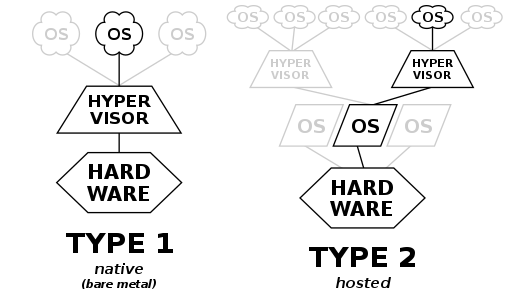 OS OS OS
HYPER
VISOR
HARD
WARE
TYPE 1
native
(bare metal)
OS OS OS OS OS OS
HYPER
VISOR
HYPER
VISOR
OS OS OS
HARD
WARE
TYPE 2
hosted